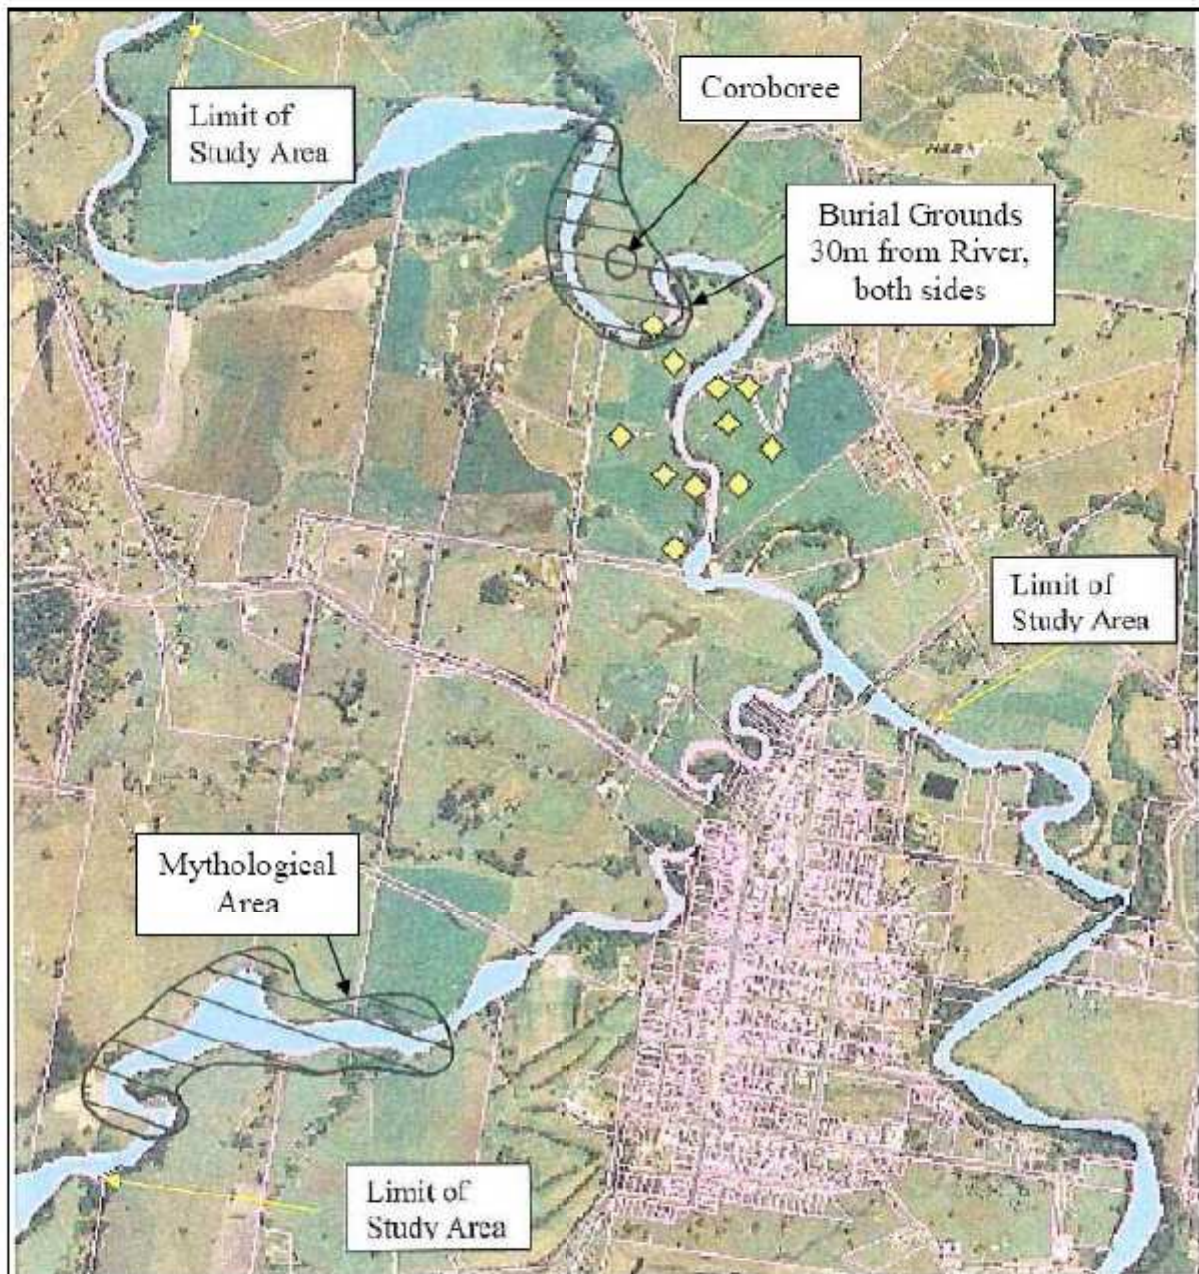 Coroboree
Limit of
Study Area
Burial Grounds
30m from River,
both sides
Limit of
Study Area
Mythological
Area
Limit of
Study Area